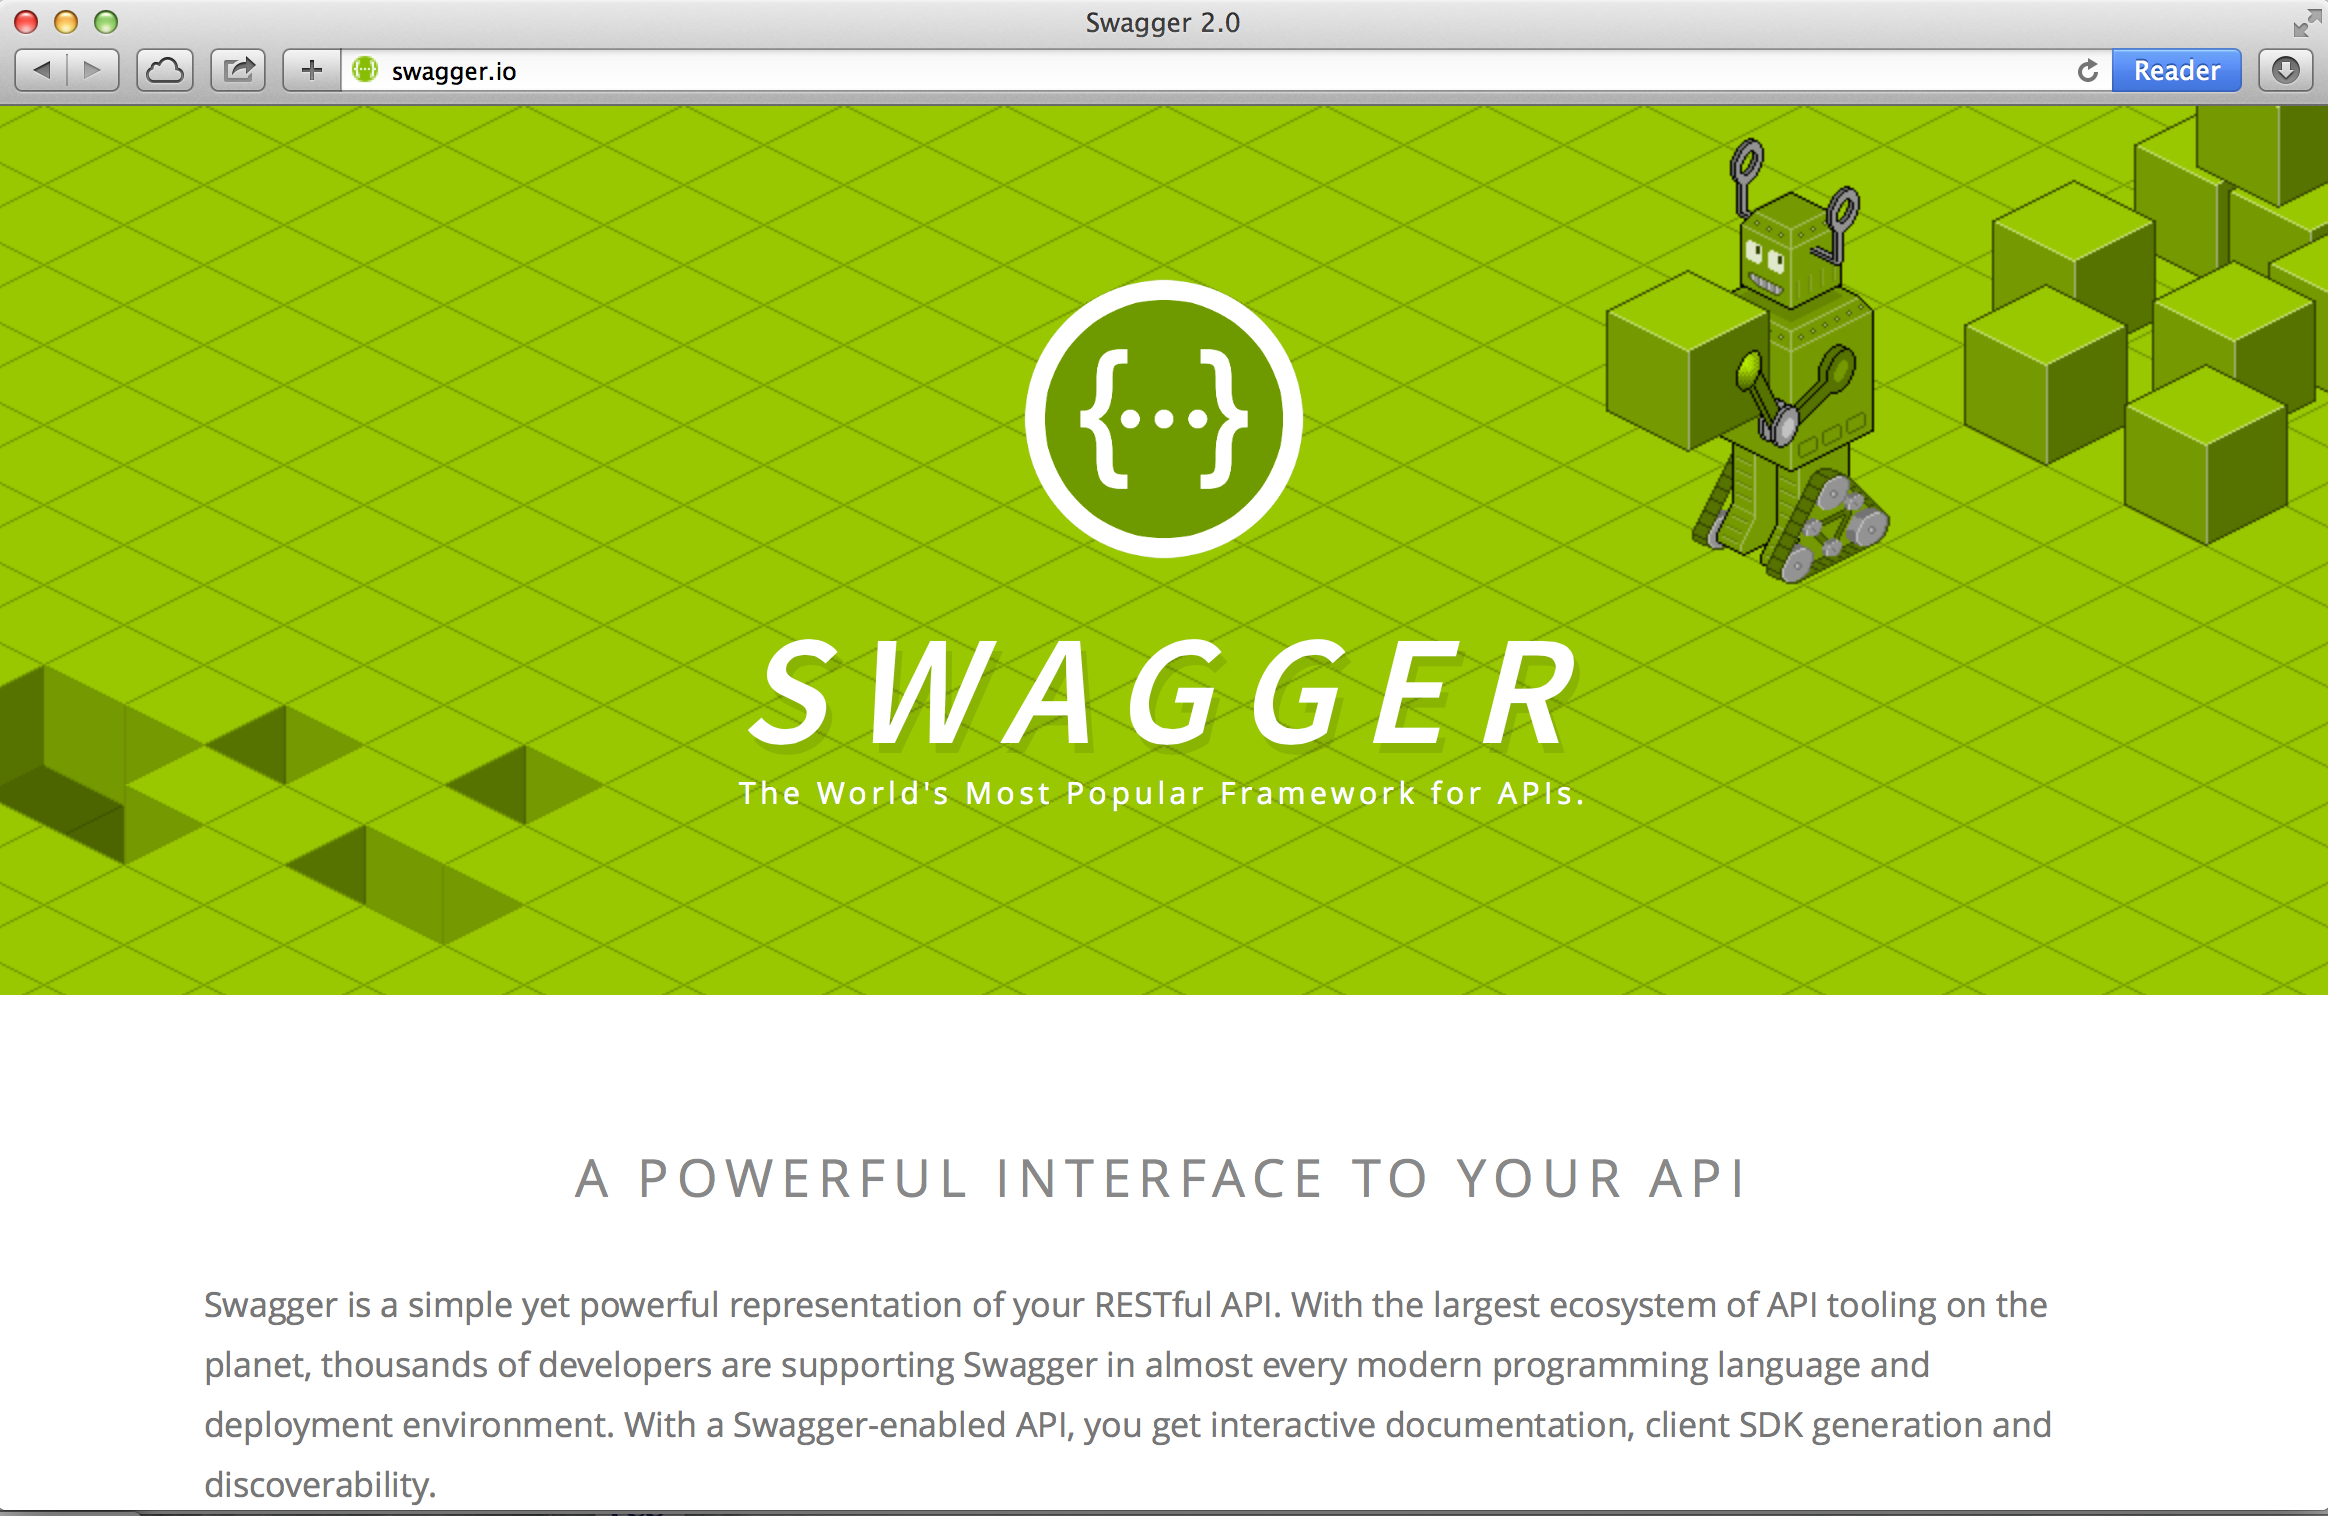 Swagger 2.0
swagger.io
Reader
{···}
SWAGGER
The World's Most Popular Framework for APIs.
A POWERFUL INTERFACE TO YOUR API
Swagger is a simple yet powerful representation of your RESTful API. With the largest ecosystem of API tooling on the
planet, thousands of developers are supporting Swagger in almost every modern programming language and
deployment environment. With a Swagger-enabled API, you get interactive documentation, client SDK generation and
discoverability.